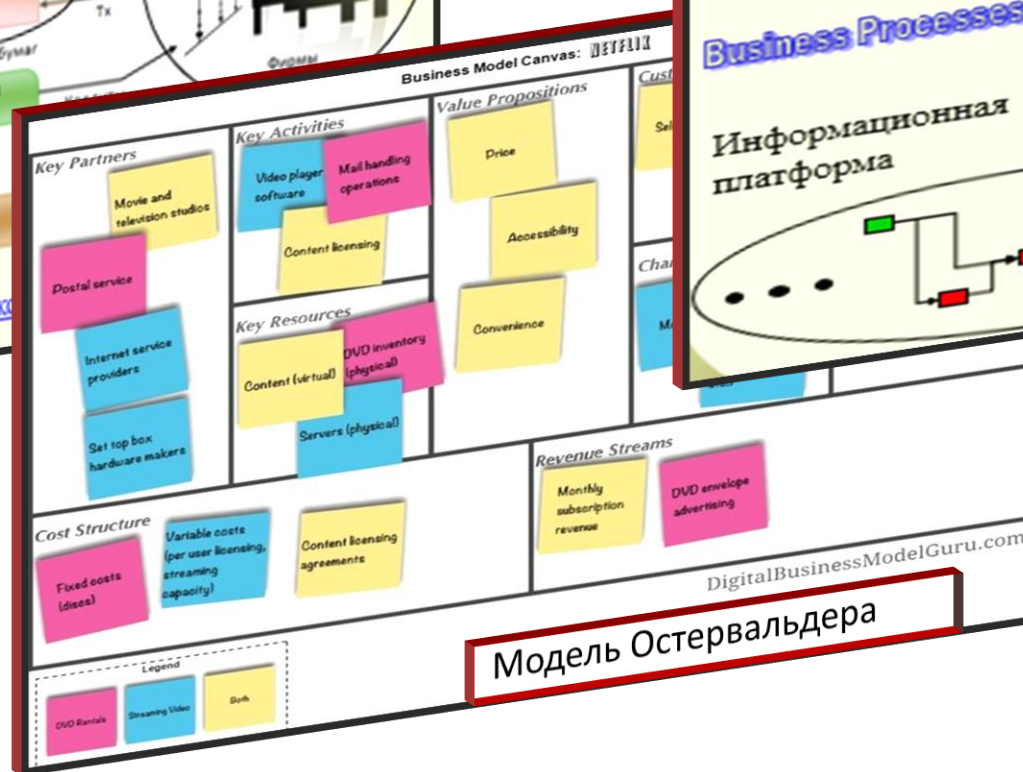 Tx
бумаг
Фирмы
Business Model Canvas: NETFLIX
Key Partners
Movie and
television studios
Postal service
Internet service
providers
Set top box
hardware makers
Key Activities
Video player
software
Mail handling
operations
Content licensing
Key Resources
DVD inventory
(physical)
Content (virtual)
Servers (physical)
Value Propositions
Price
Accessibility
Convenience
Cust
Sel
Cha
M
Cost Structure
Fixed costs
(discs)
Variable costs
(per user licensing,
streaming
capacity)
Content licensing
agreements
Revenue Streams
Monthly
subscription
revenue
DVD envelope
advertising
DigitalBusinessModelGuru.com
Legend
DVD Rentals
Streaming Video
Both
Модель Остервальдера
Business Processes
Информационная
платформа